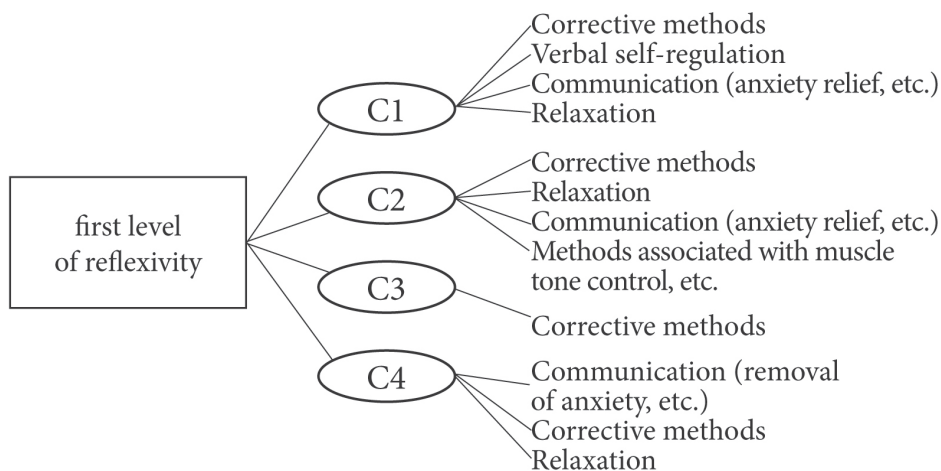 first level
of reflexivity
C1
Corrective methods
Verbal self-regulation
Communication (anxiety relief, etc.)
Relaxation
C2
Corrective methods
Relaxation
Communication (anxiety relief, etc.)
Methods associated with muscle
tone control, etc.
C3
Corrective methods
C4
Communication (removal
of anxiety, etc.)
Corrective methods
Relaxation